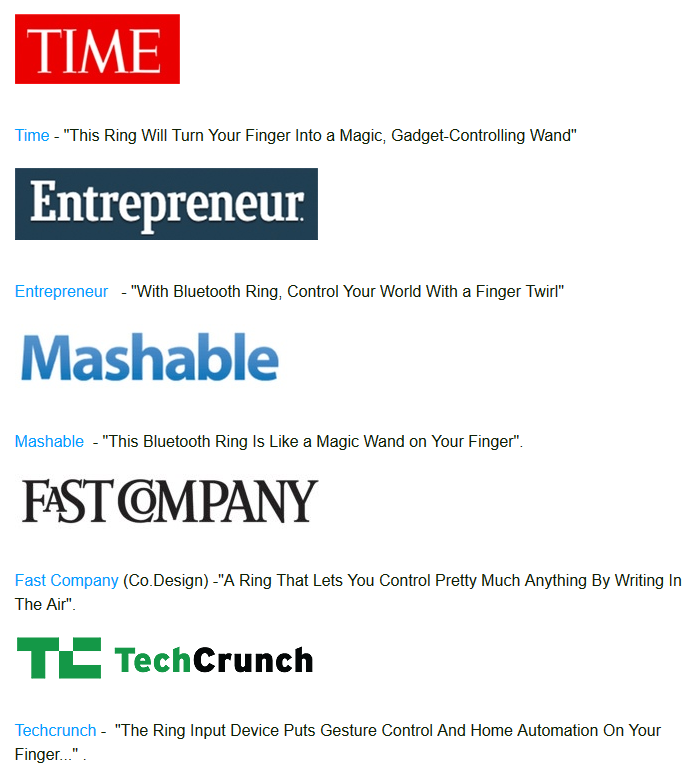 TIME
Time - "This Ring Will Turn Your Finger Into a Magic, Gadget-Controlling Wand"
Entrepreneur.
Entrepreneur - "With Bluetooth Ring, Control Your World With a Finger Twirl"
Mashable
Mashable - "This Bluetooth Ring Is Like a Magic Wand on Your Finger".
FAST COMPANY
Fast Company (Co.Design) -"A Ring That Lets You Control Pretty Much Anything By Writing In
The Air".
TC TechCrunch
Techcrunch - "The Ring Input Device Puts Gesture Control And Home Automation On Your
Finger..." .